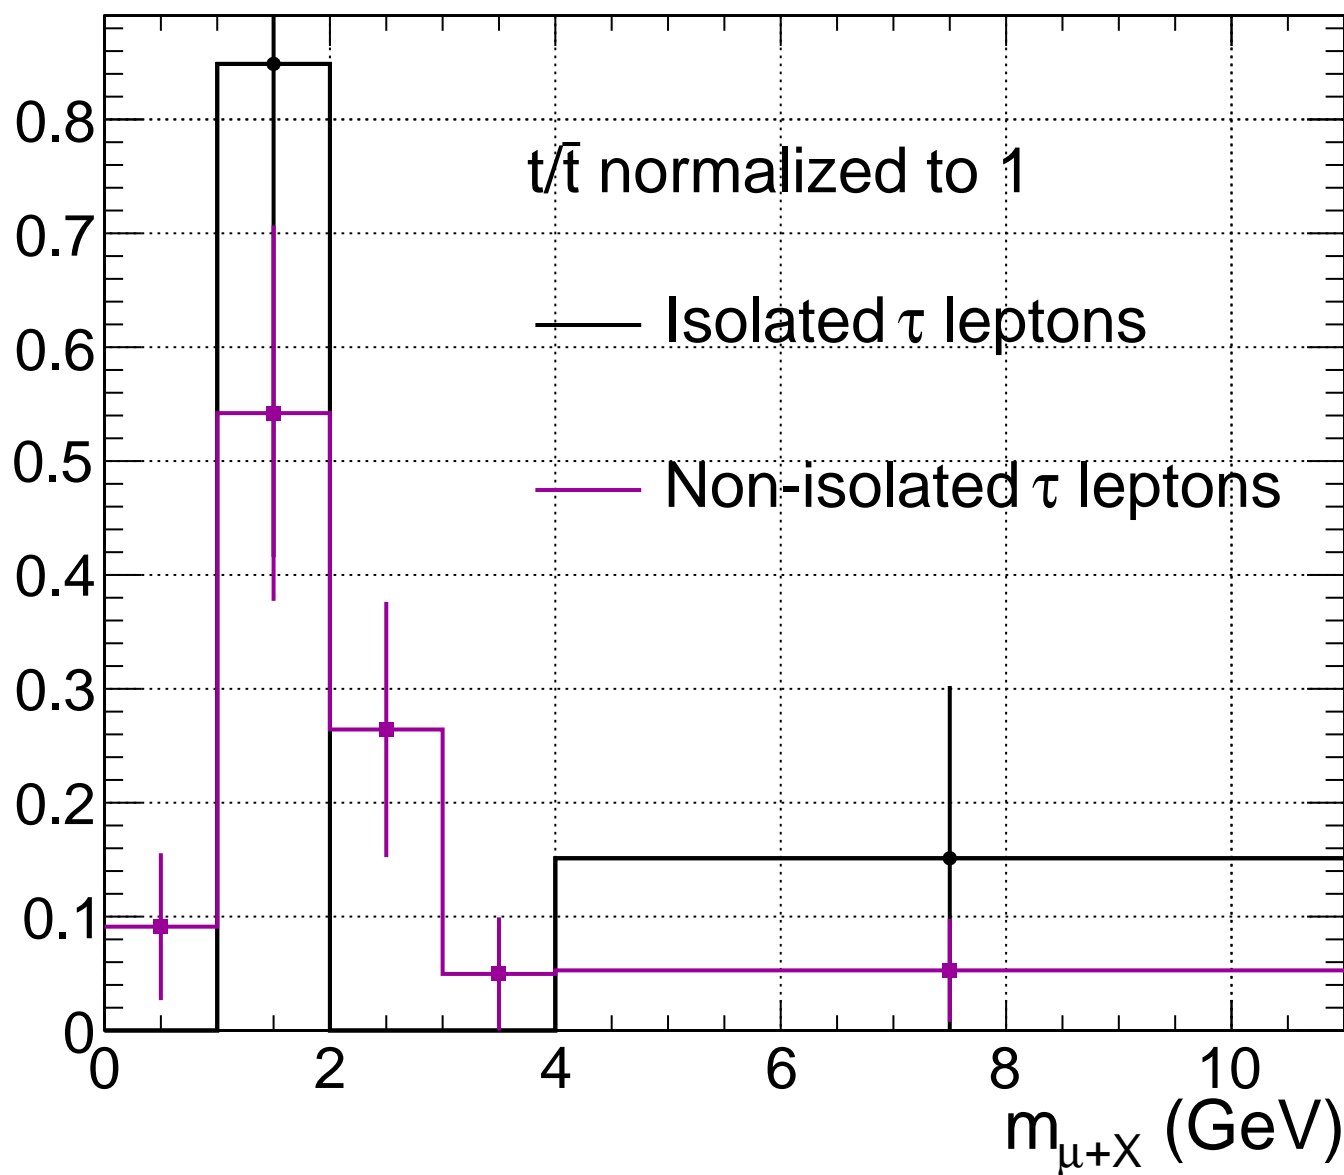 0.8
0.7
0.6
0.5
0.4
0.3
0.2
0.1
0
t/t̄ normalized to 1
Isolated τ leptons
Non-isolated τ leptons
0 2 4 6 8 10
m_{μ+X} (GeV)